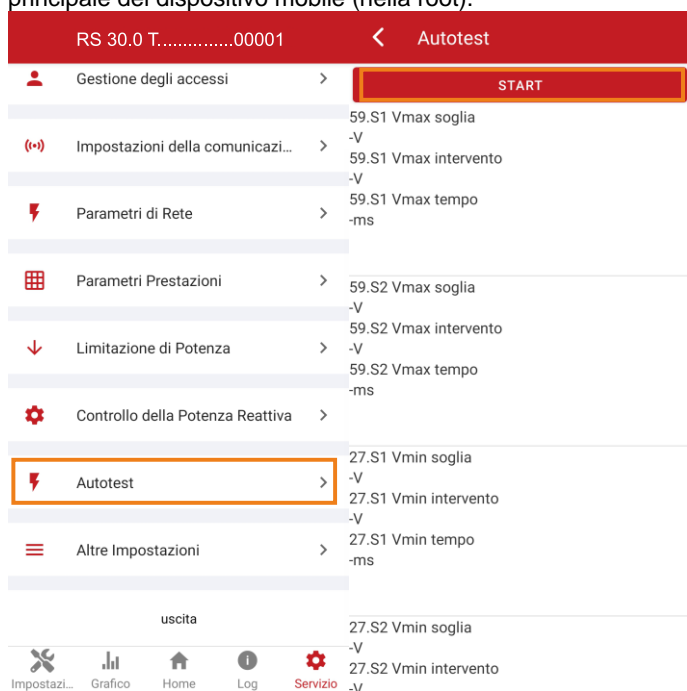 principale del dispositivo mobile (nella root).
RS 30.0 T...............00001
Gestione degli accessi
Impostazioni della comunicazi...
Parametri di Rete
Parametri Prestazioni
Limitazione di Potenza
Controllo della Potenza Reattiva
Autotest
Altre Impostazioni
uscita
Impostazi...
Grafico
Home
Log
Servizio
Autotest
START
59.S1 Vmax soglia
-V
59.S1 Vmax intervento
-V
59.S1 Vmax tempo
-ms
59.S2 Vmax soglia
-V
59.S2 Vmax intervento
-V
59.S2 Vmax tempo
-ms
27.S1 Vmin soglia
-V
27.S1 Vmin intervento
-V
27.S1 Vmin tempo
-ms
27.S2 Vmin soglia
-V
27.S2 Vmin intervento
-V